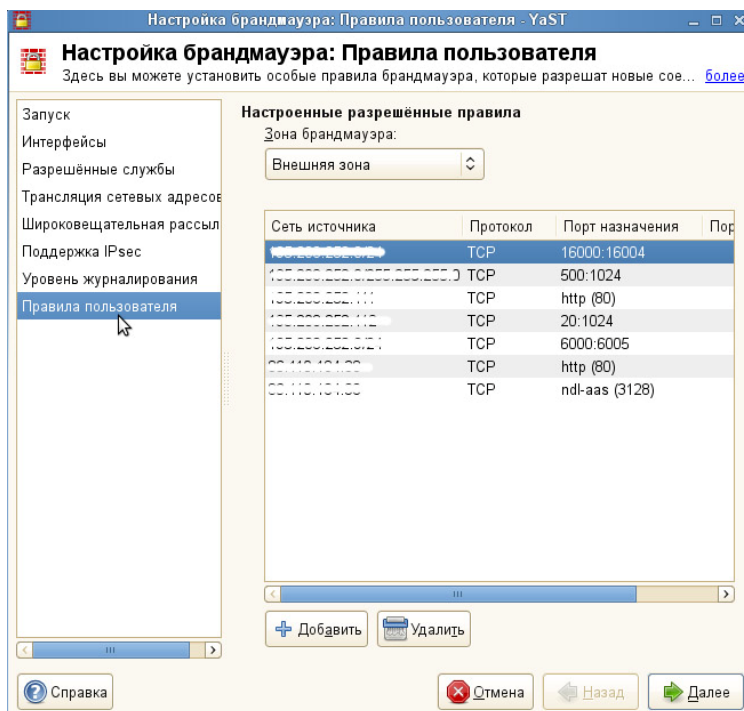 Настройка брандмауэра: Правила пользователя - YaST
Настройка брандмауэра: Правила пользователя
Здесь вы можете установить особые правила брандмауэра, которые разрешат новые сое... более
Запуск
Интерфейсы
Разрешённые службы
Трансляция сетевых адресов
Широковещательная рассыл
Поддержка IPsec
Уровень журналирования
Правила пользователя
Настроенные разрешённые правила
Зона брандмауэра:
Внешняя зона
Сеть источника Протокол Порт назначения Пор
TCP 16000:16004
TCP 500:1024
TCP http (80)
TCP 20:1024
TCP 6000:6005
TCP http (80)
TCP ndl-aas (3128)
Добавить Удалить
Справка Отмена Назад Далее